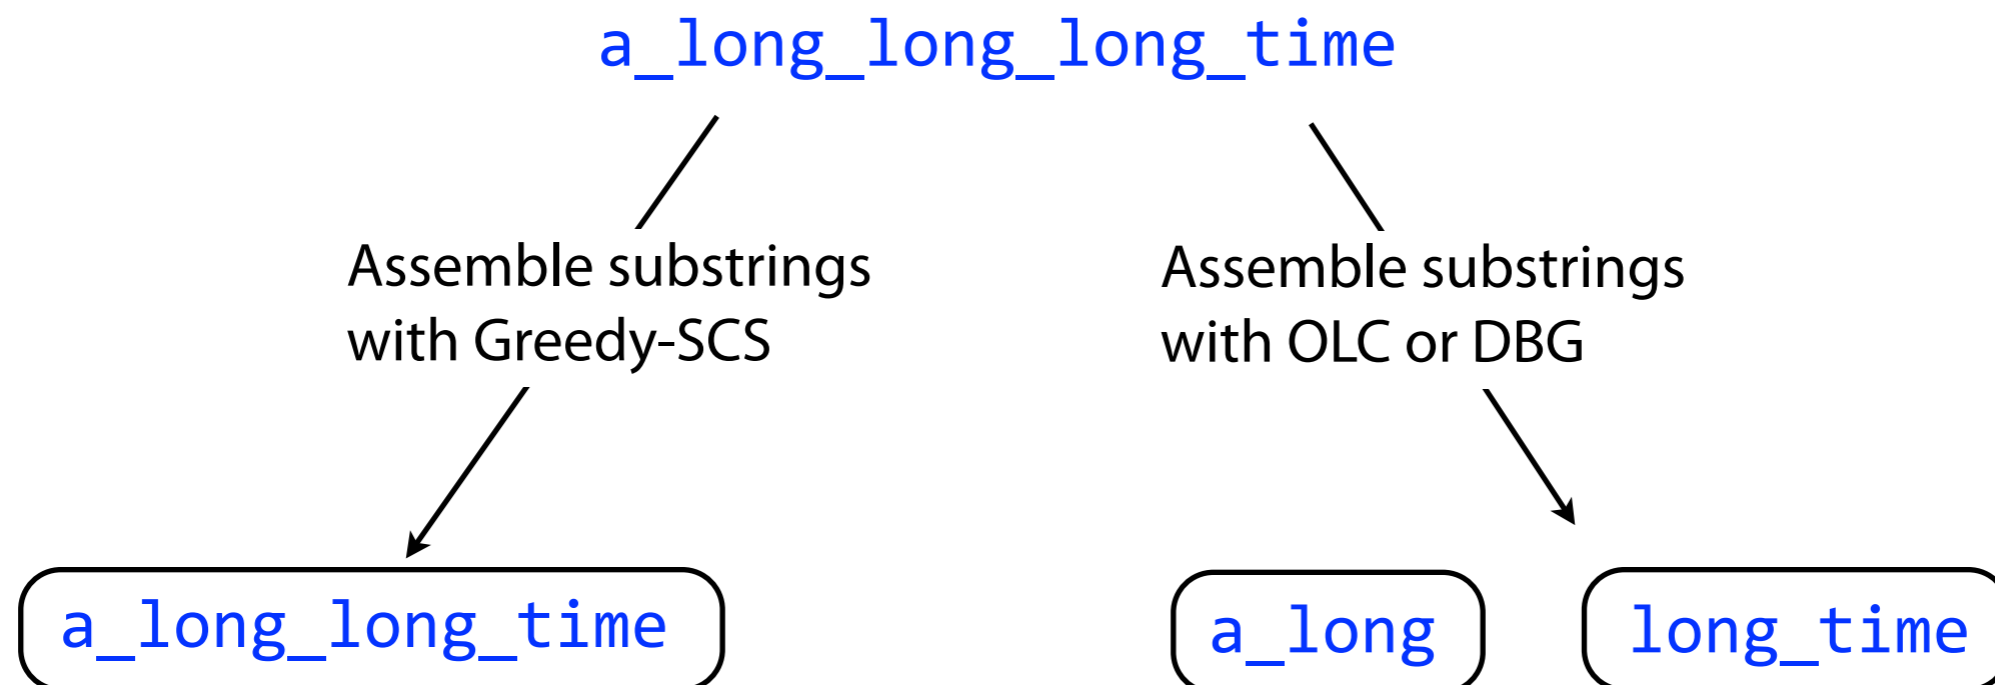 a_long_long_long_time
Assemble substrings
with Greedy-SCS
Assemble substrings
with OLC or DBG
a_long_long_time
a_long
long_time